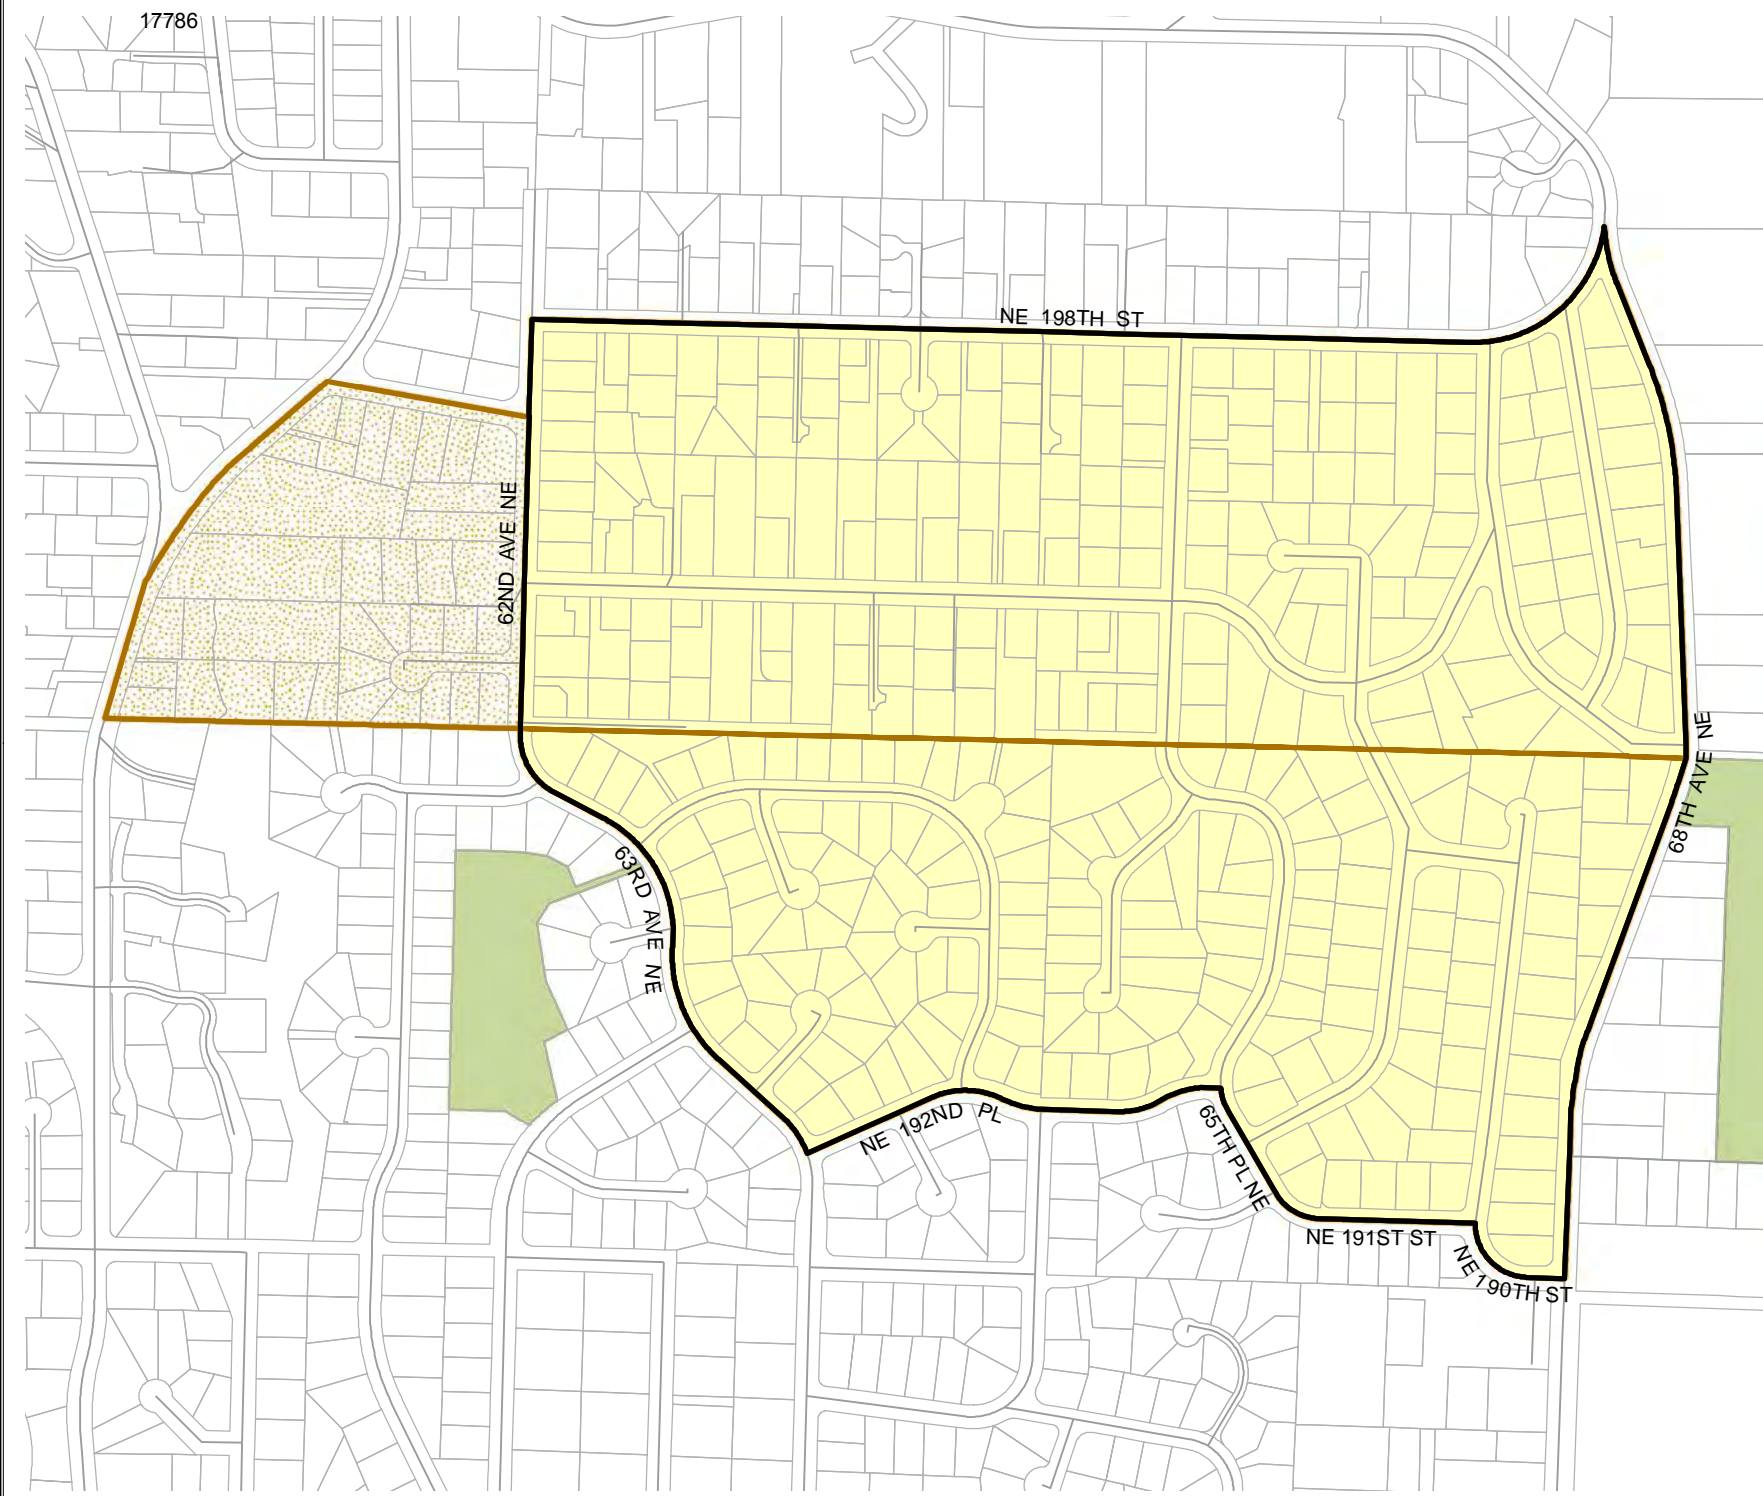 17786
NE 198TH ST
62ND AVE NE
68TH AVE NE
63RD AVE NE
NE 192ND PL
65TH PL NE
NE 191ST ST
NE 190TH ST